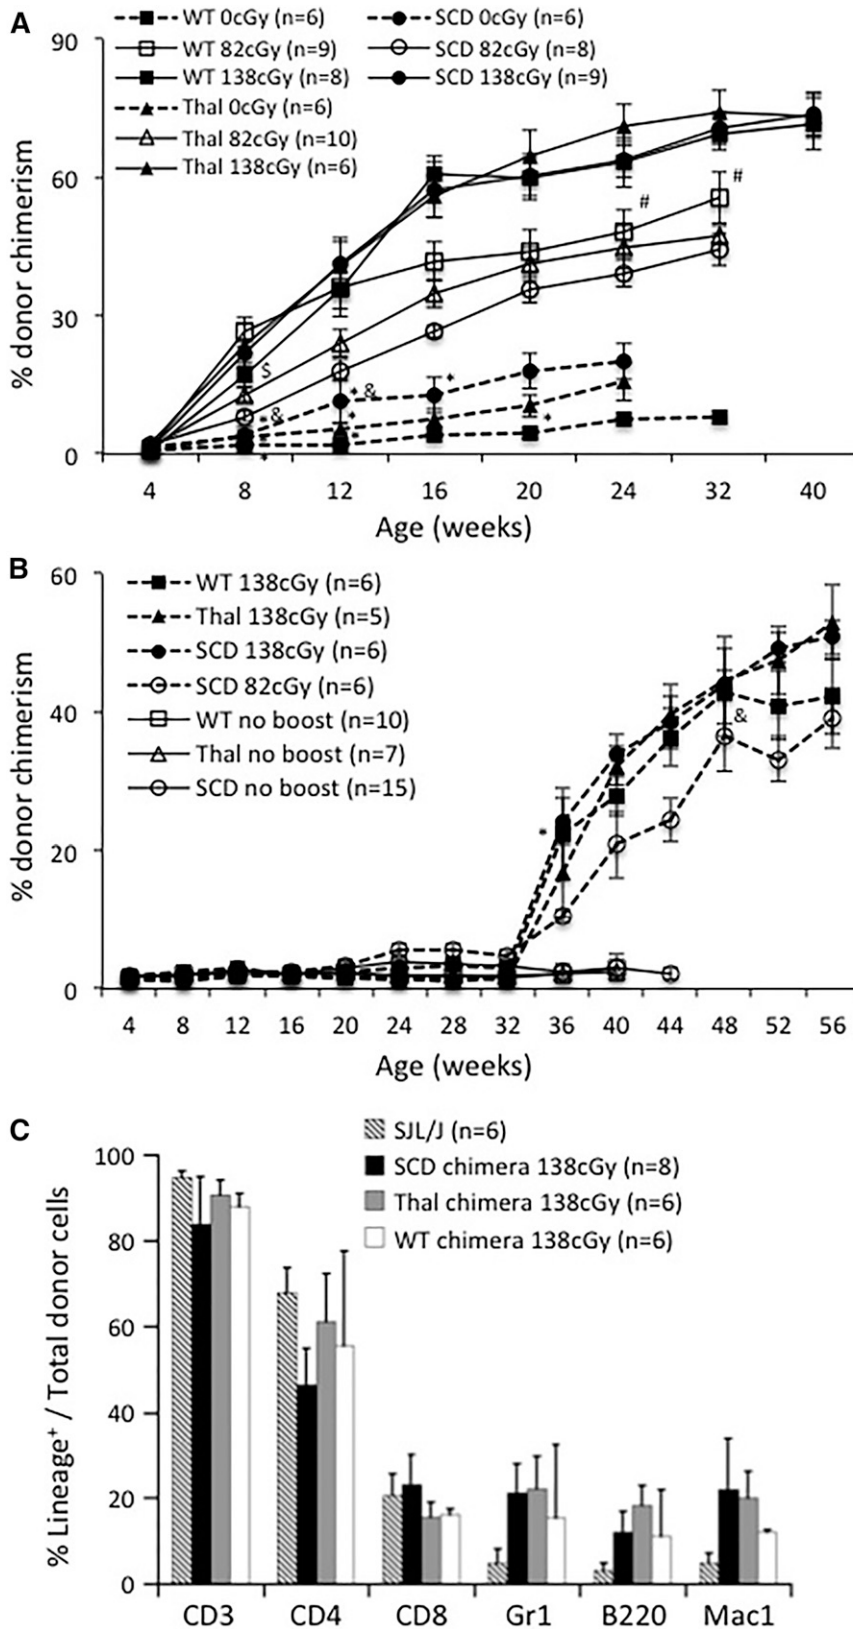 A
WT 0cGy (n=6) SCD 0cGy (n=6)
WT 82cGy (n=9) SCD 82cGy (n=8)
WT 138cGy (n=8) SCD 138cGy (n=9)
Thal 0cGy (n=6)
Thal 82cGy (n=10)
Thal 138cGy (n=6)
% donor chimerism
90
60
30
0
#
#
$
* &
* &
*
*
*
*
*
4 8 12 16 20 24 32 40
Age (weeks)
B
WT 138cGy (n=6)
Thal 138cGy (n=5)
SCD 138cGy (n=6)
SCD 82cGy (n=6)
WT no boost (n=10)
Thal no boost (n=7)
SCD no boost (n=15)
% donor chimerism
60
40
20
0
*
&
4 8 12 16 20 24 28 32 36 40 44 48 52 56
Age (weeks)
C
SJL/J (n=6)
SCD chimera 138cGy (n=8)
Thal chimera 138cGy (n=6)
WT chimera 138cGy (n=6)
% Lineage⁺ / Total donor cells
100
80
60
40
20
0
CD3 CD4 CD8 Gr1 B220 Mac1